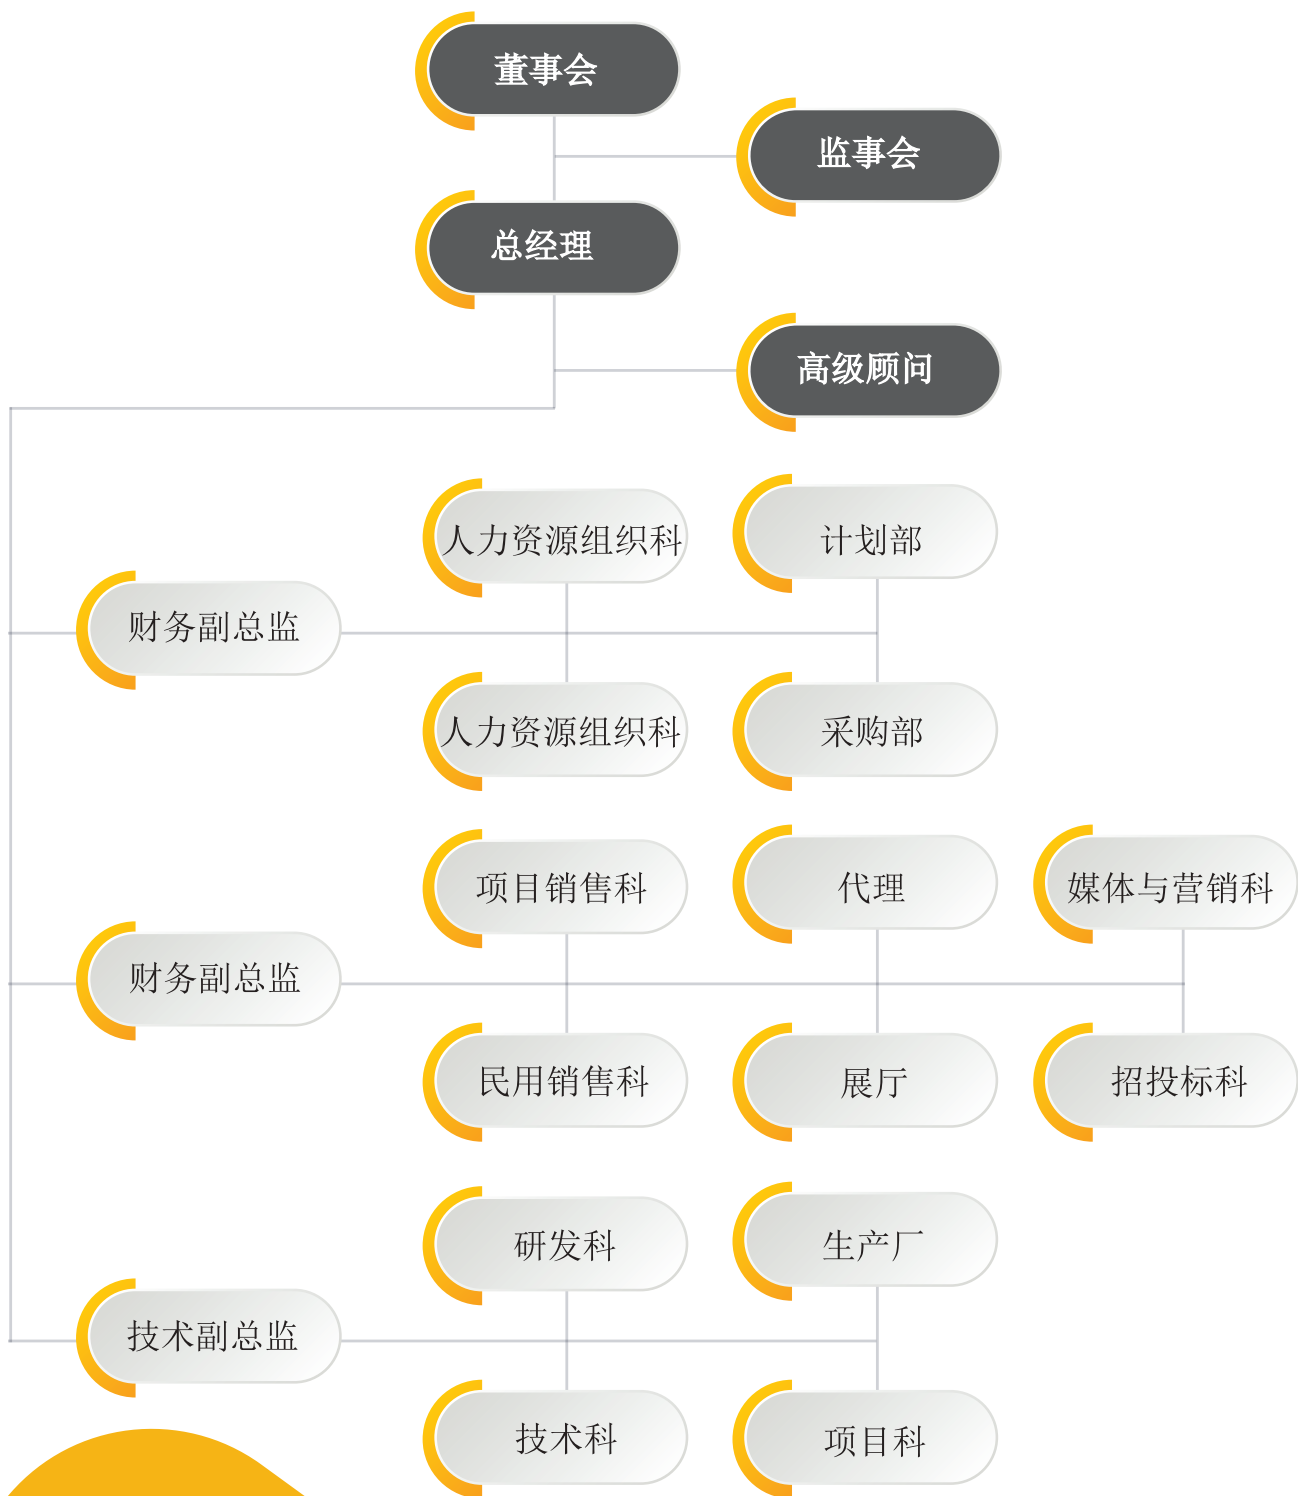 董事会
监事会
总经理
高级顾问
人力资源组织科
计划部
财务副总监
人力资源组织科
采购部
项目销售科
代理
媒体与营销科
财务副总监
民用销售科
展厅
招投标科
研发科
生产厂
技术副总监
技术科
项目科